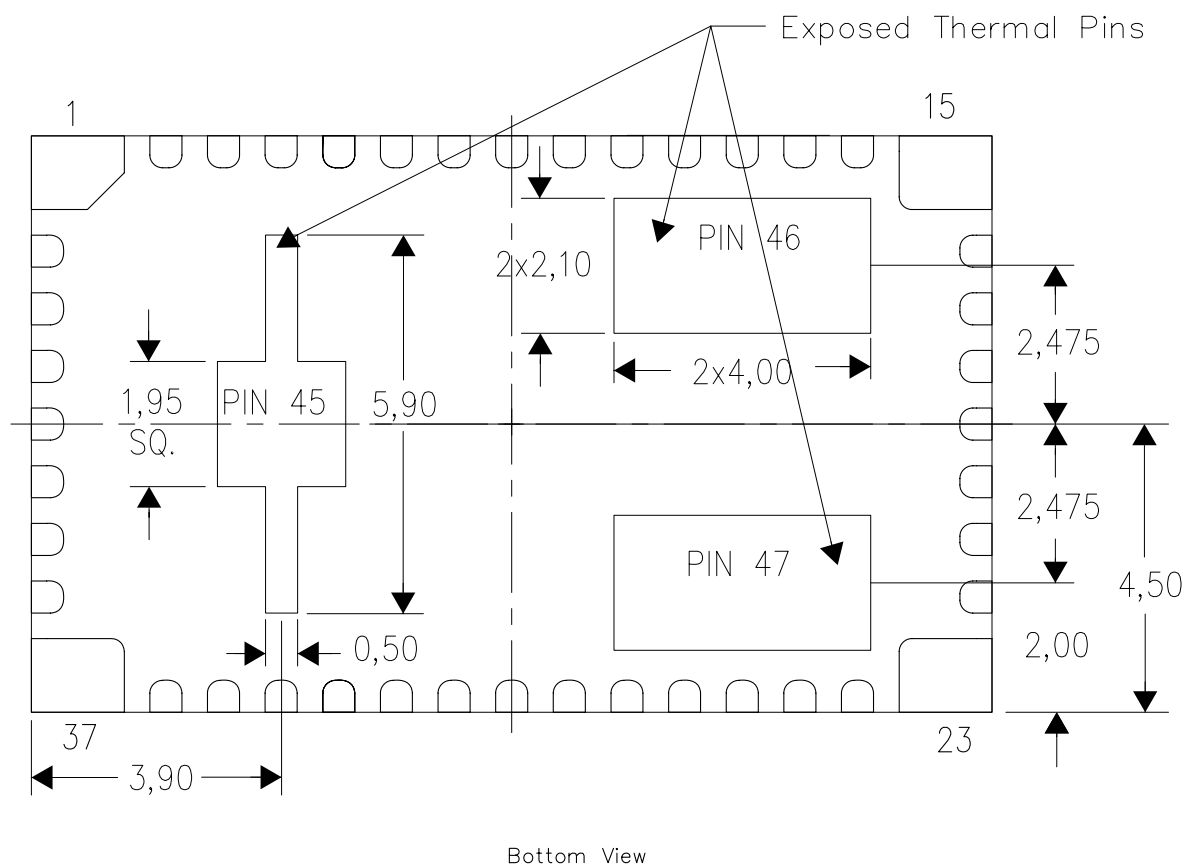 Exposed Thermal Pins
1
15
PIN 46
2x2,10
2,475
2x4,00
1,95
SQ.
PIN 45
5,90
2,475
PIN 47
4,50
0,50
2,00
37
23
3,90
Bottom View